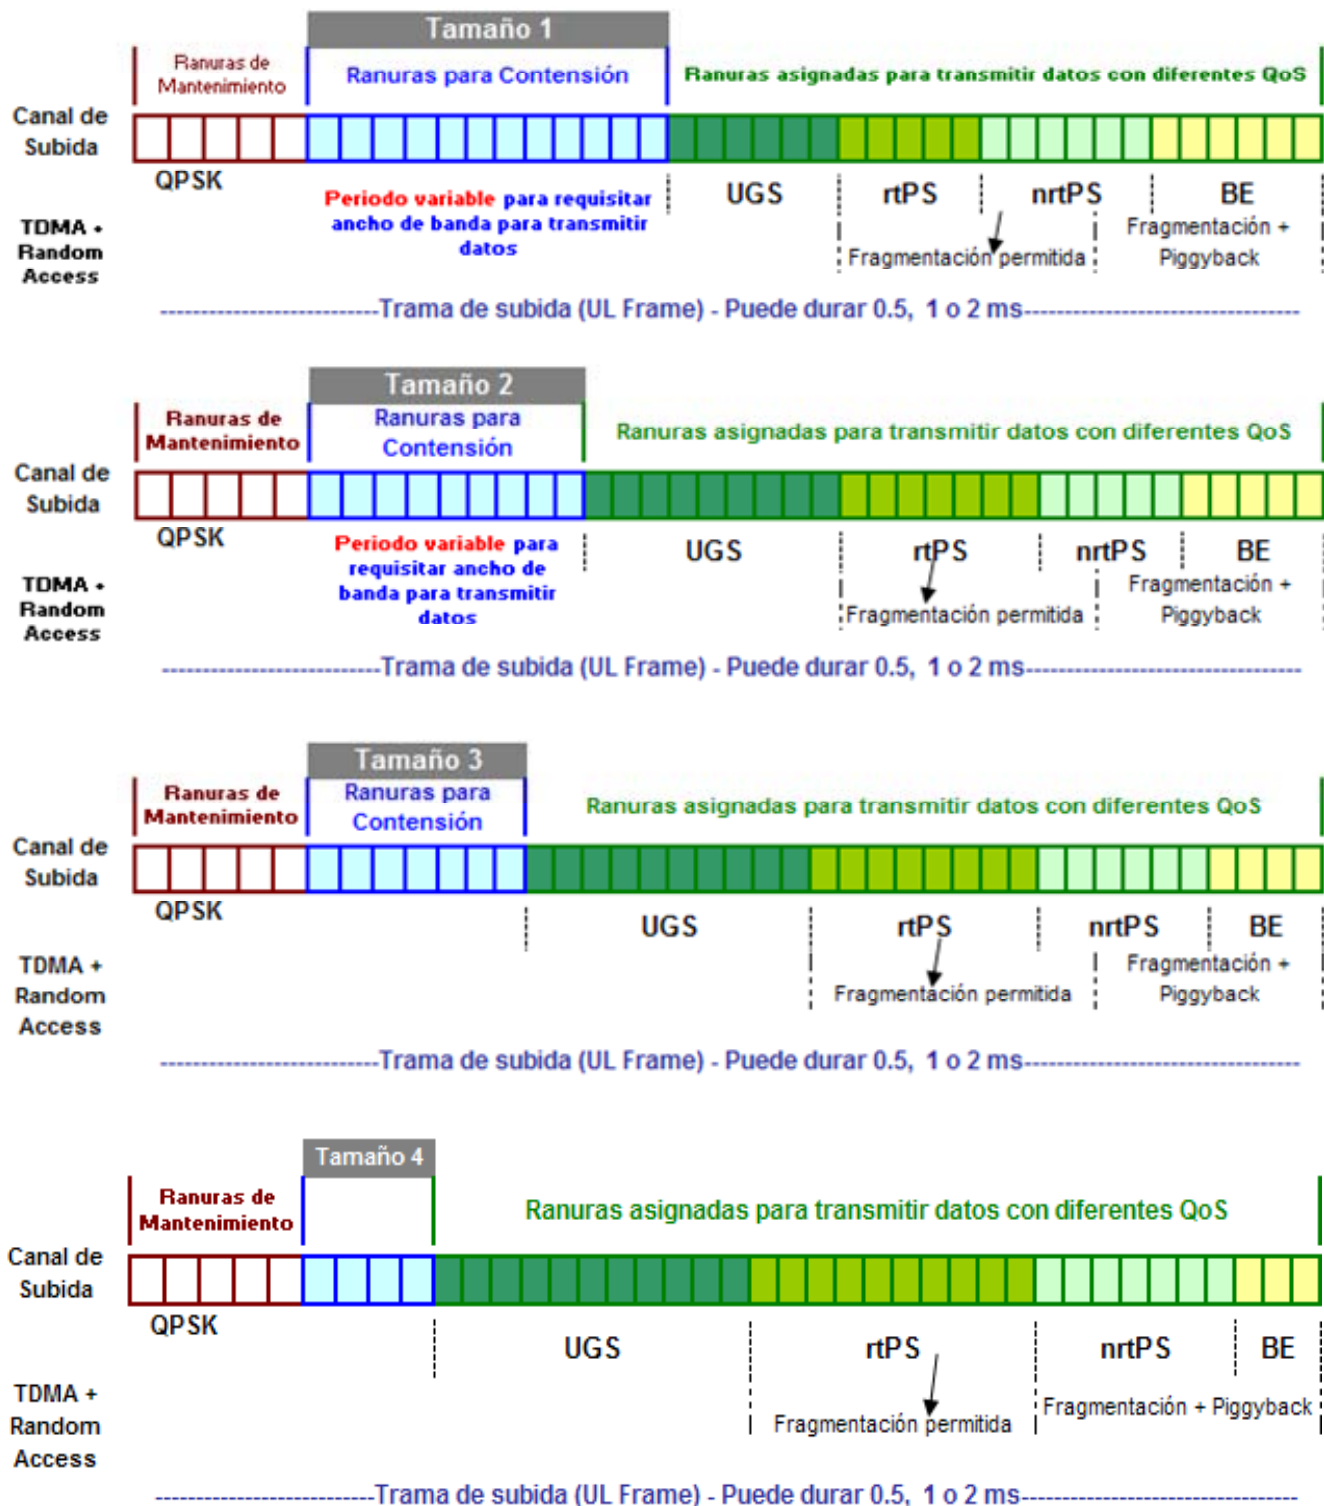 Tamaño 1
Ranuras de
Mantenimiento
Ranuras para Contensión
Ranuras asignadas para transmitir datos con diferentes QoS
Canal de
Subida
QPSK
Periodo variable para requisitar
ancho de banda para transmitir
datos
UGS
rtPS
nrtPS
BE
TDMA +
Random
Access
Fragmentación permitida
Fragmentación +
Piggyback
---------------------------Trama de subida (UL Frame) - Puede durar 0.5, 1 o 2 ms----------------------------------
Tamaño 2
Ranuras de
Mantenimiento
Ranuras para
Contensión
Ranuras asignadas para transmitir datos con diferentes QoS
Canal de
Subida
QPSK
Periodo variable para
requisitar ancho de
banda para transmitir
datos
UGS
rtPS
nrtPS
BE
TDMA +
Random
Access
Fragmentación permitida
Fragmentación +
Piggyback
---------------------------Trama de subida (UL Frame) - Puede durar 0.5, 1 o 2 ms----------------------------------
Tamaño 3
Ranuras de
Mantenimiento
Ranuras para
Contensión
Ranuras asignadas para transmitir datos con diferentes QoS
Canal de
Subida
QPSK
UGS
rtPS
nrtPS
BE
TDMA +
Random
Access
Fragmentación permitida
Fragmentación +
Piggyback
---------------------------Trama de subida (UL Frame) - Puede durar 0.5, 1 o 2 ms----------------------------------
Tamaño 4
Ranuras de
Mantenimiento
Ranuras asignadas para transmitir datos con diferentes QoS
Canal de
Subida
QPSK
UGS
rtPS
nrtPS
BE
TDMA +
Random
Access
Fragmentación permitida
Fragmentación + Piggyback
---------------------------Trama de subida (UL Frame) - Puede durar 0.5, 1 o 2 ms----------------------------------